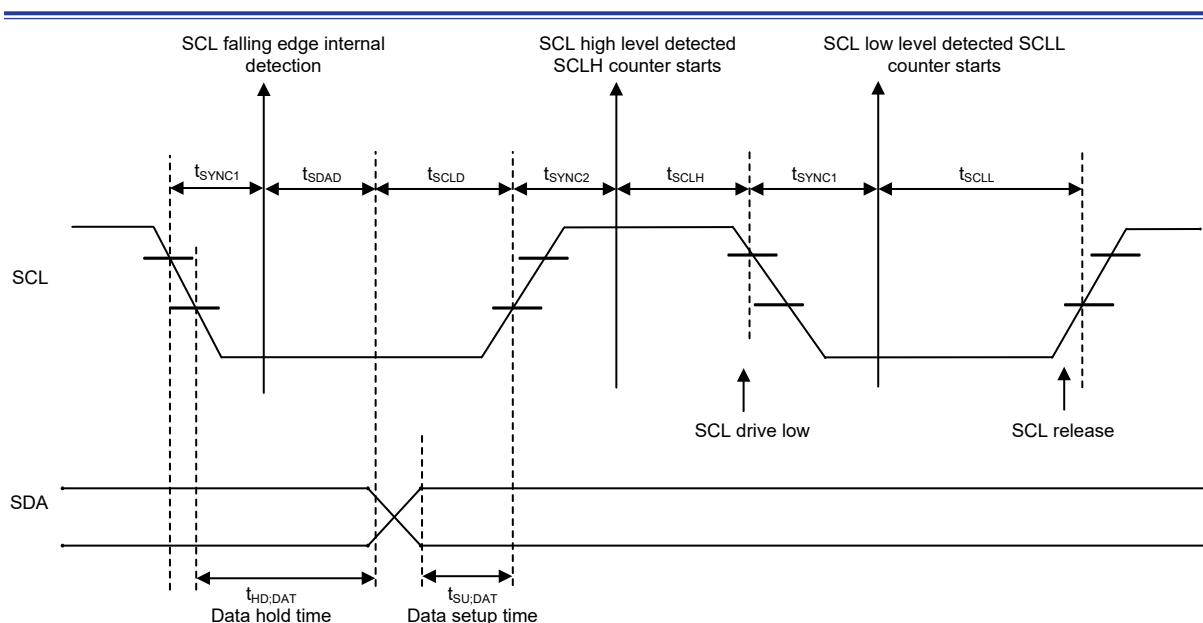 SCL falling edge internal
detection
SCL high level detected
SCLH counter starts
SCL low level detected SCLL
counter starts
tSYNC1
tSDAD
tSCLD
tSYNC2
tSCLH
tSYNC1
tSCLL
SCL
SCL drive low
SCL release
SDA
tHD;DAT
Data hold time
tSU;DAT
Data setup time